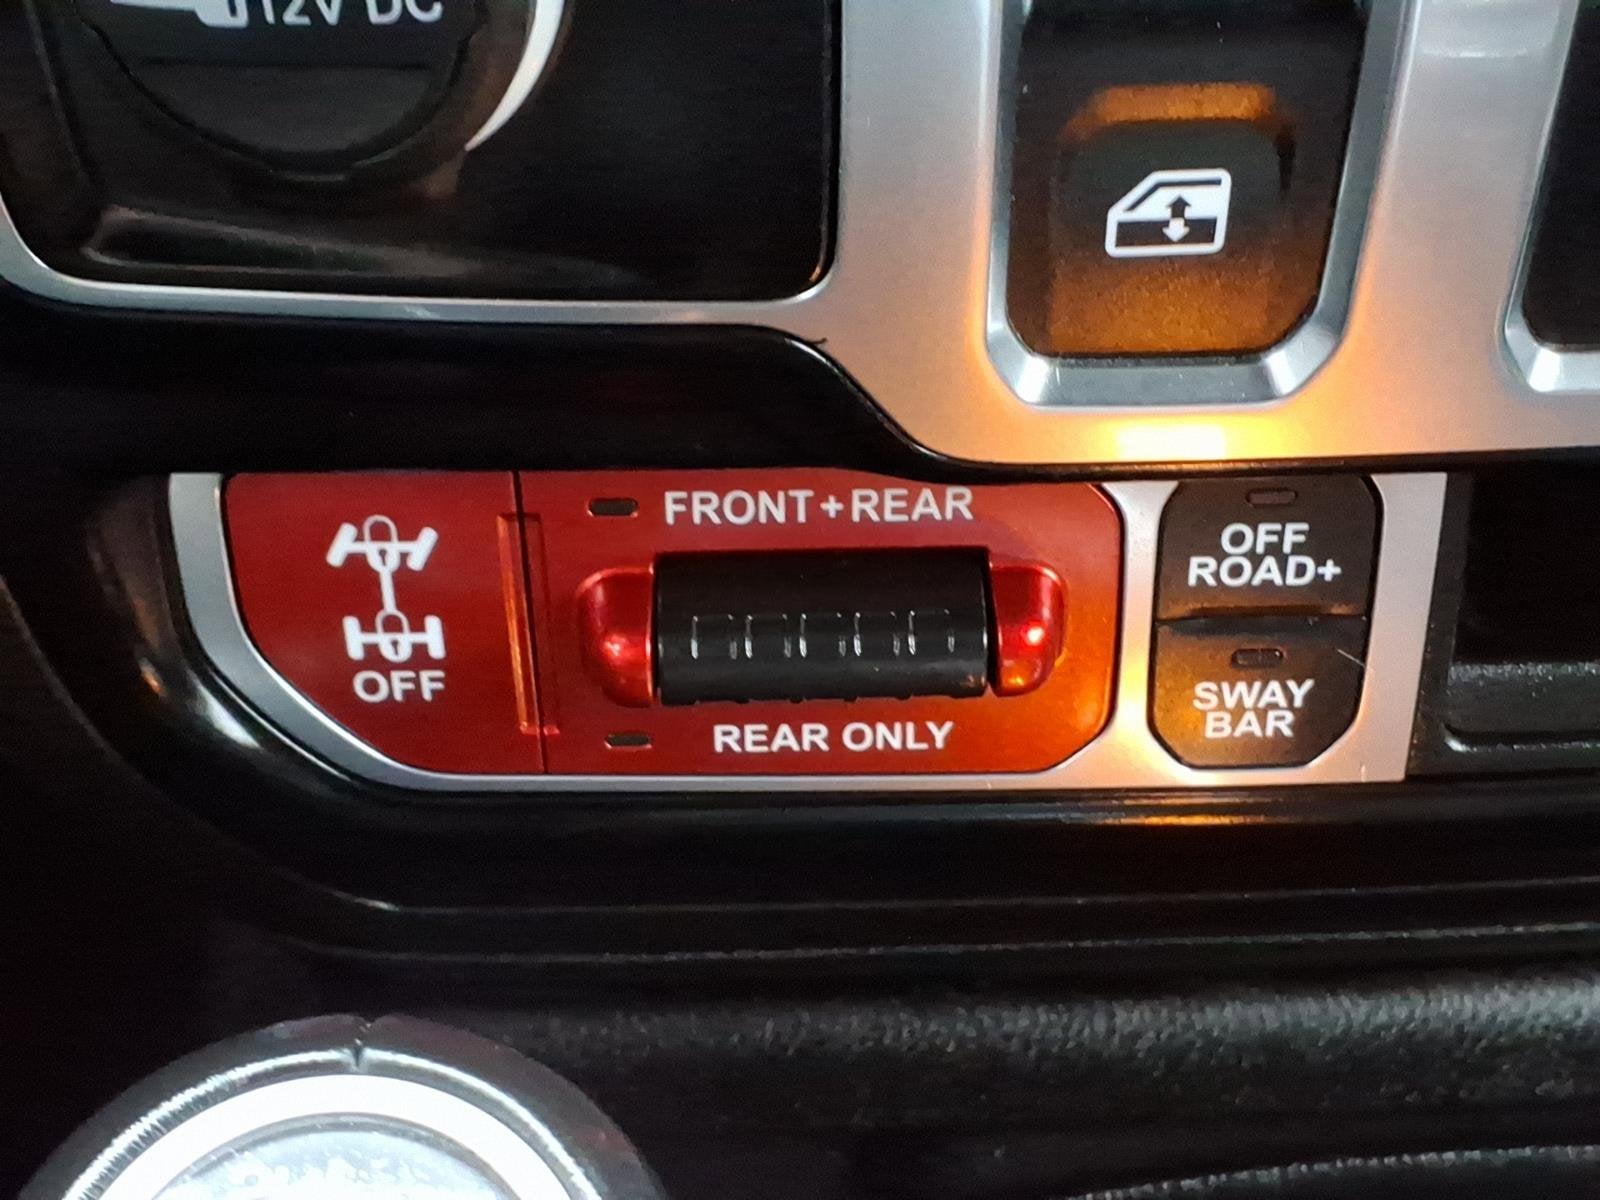 12V DC
FRONT+REAR
OFF
REAR ONLY
OFF
ROAD+
SWAY
BAR